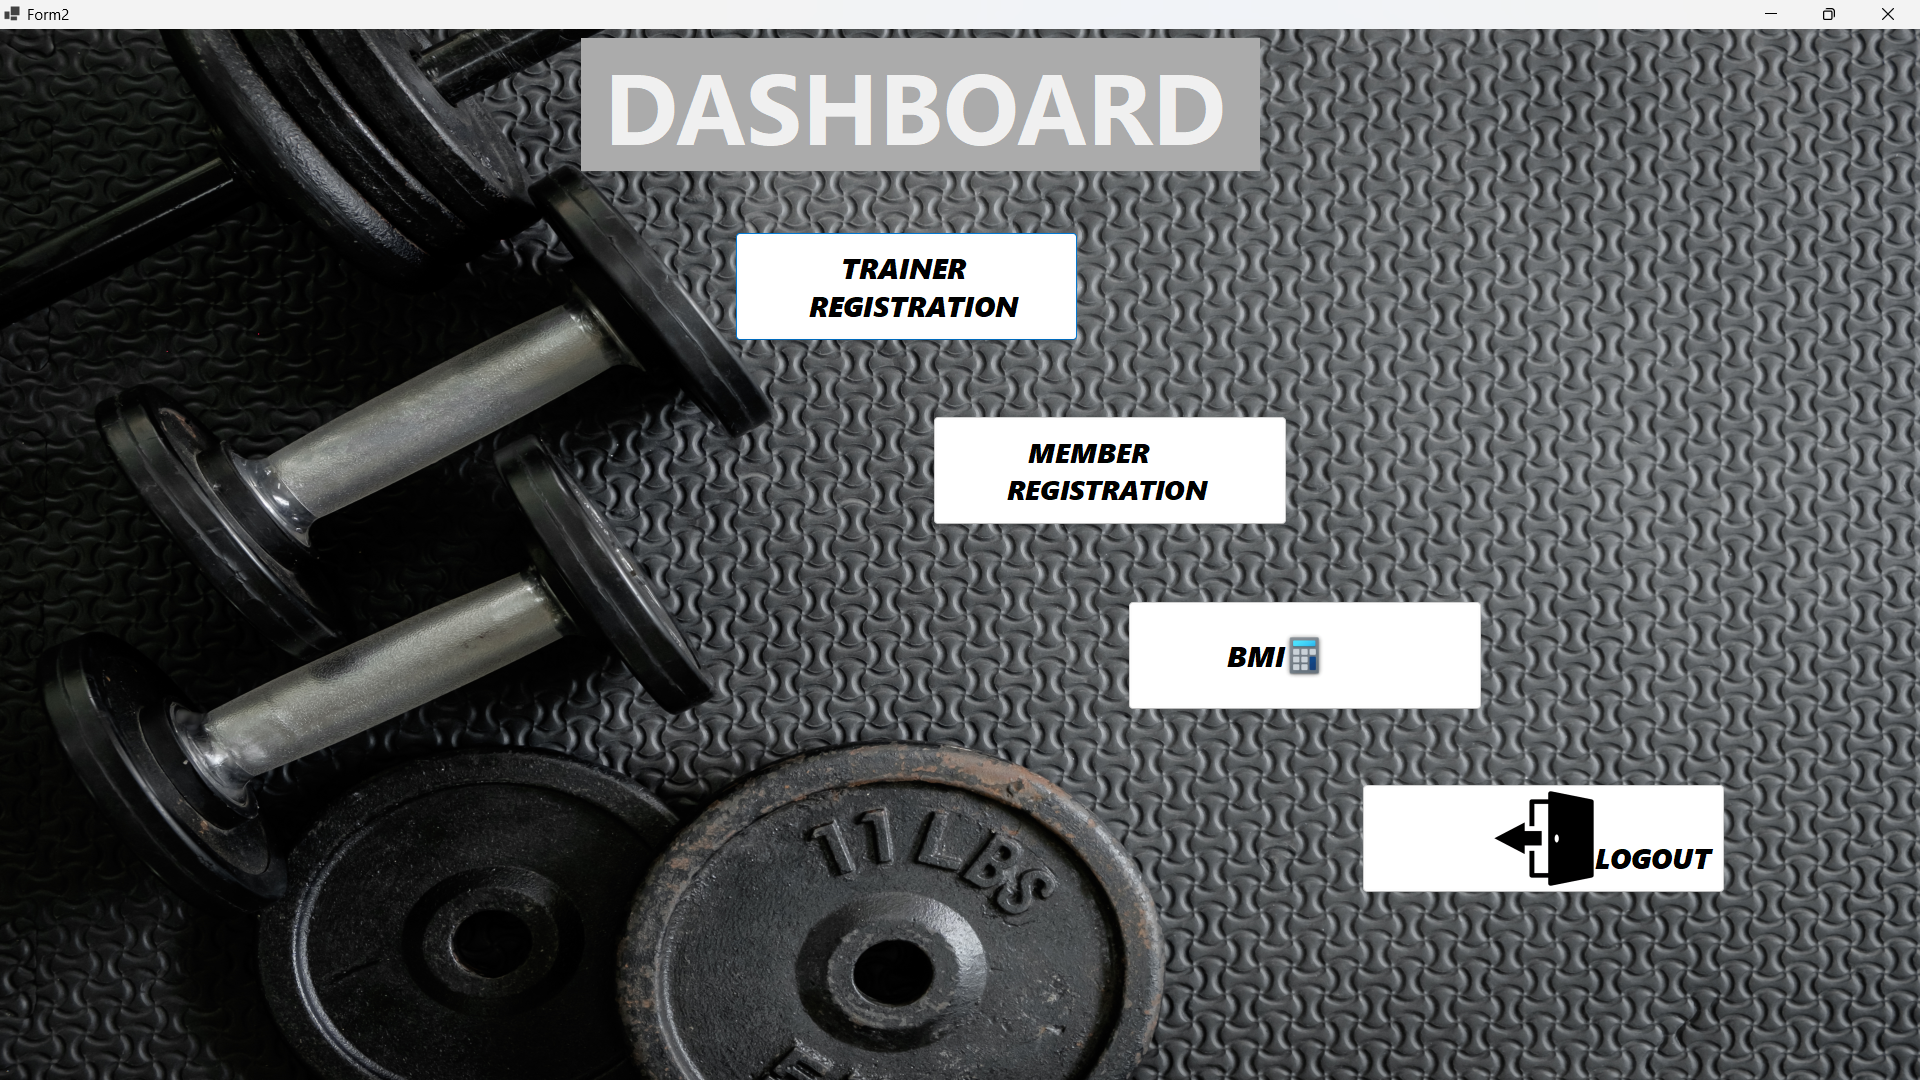 Form2
DASHBOARD
TRAINER
REGISTRATION
MEMBER
REGISTRATION
BMI
LOGOUT
11 LBS